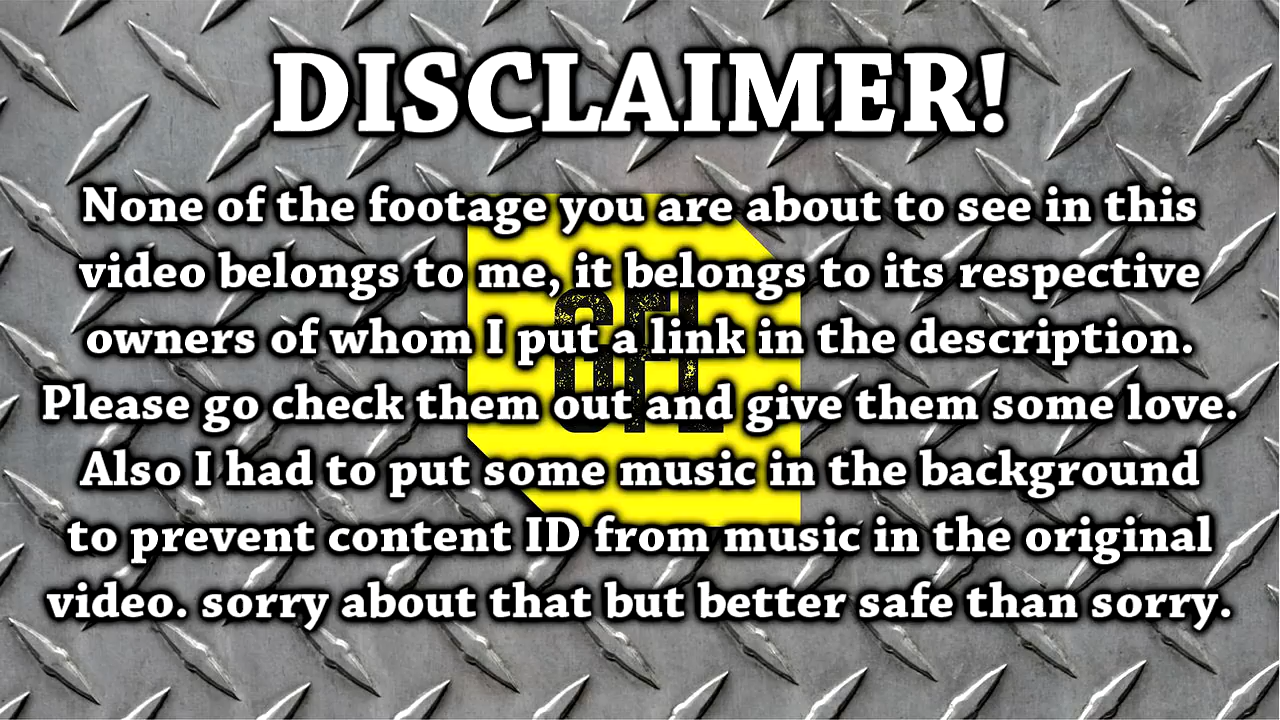 DISCLAIMER!
None of the footage you are about to see in this
video belongs to me, it belongs to its respective
owners of whom I put a link in the description.
Please go check them out and give them some love.
Also I had to put some music in the background
to prevent content ID from music in the original
video. sorry about that but better safe than sorry.
GFL